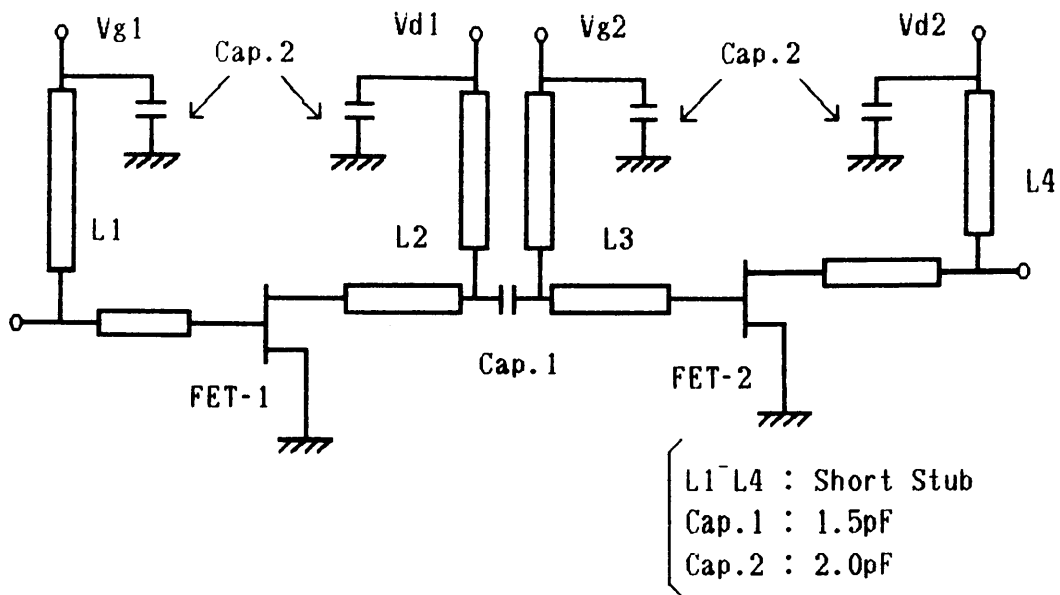 Vg1
Cap.2
Vd1
Vg2
Cap.2
Vd2
L1
L2
L3
L4
FET-1
Cap.1
FET-2
L1~L4 : Short Stub
Cap.1 : 1.5pF
Cap.2 : 2.0pF